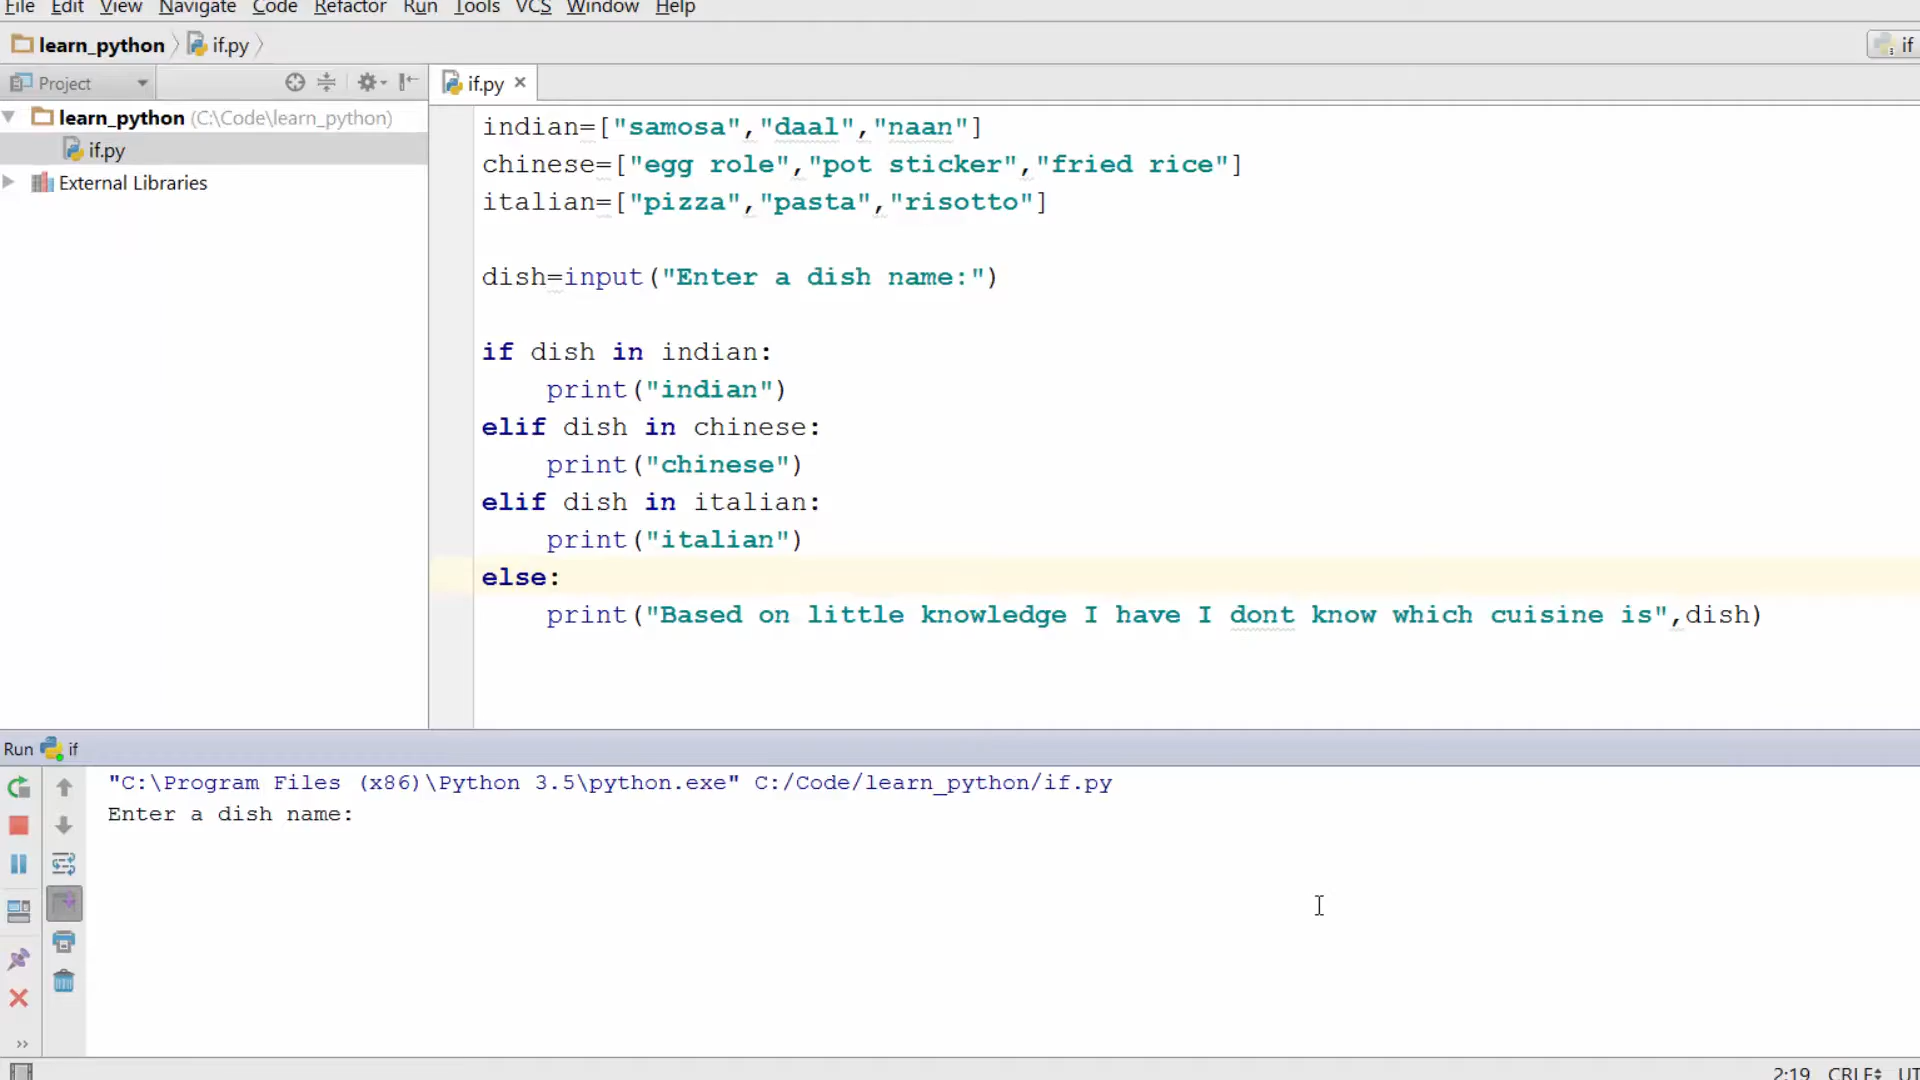 File Edit View Navigate Code Refactor Run Tools VCS Window Help
learn_python if.py if
Project if.py
learn_python (C:\Code\learn_python)
if.py
External Libraries
indian=["samosa","daal","naan"]
chinese=["egg role","pot sticker","fried rice"]
italian=["pizza","pasta","risotto"]
dish=input("Enter a dish name:")
if dish in indian:
print("indian")
elif dish in chinese:
print("chinese")
elif dish in italian:
print("italian")
else:
print("Based on little knowledge I have I dont know which cuisine is",dish)
Run if
"C:\Program Files (x86)\Python 3.5\python.exe" C:/Code/learn_python/if.py
Enter a dish name:
2:19 CRLF UT